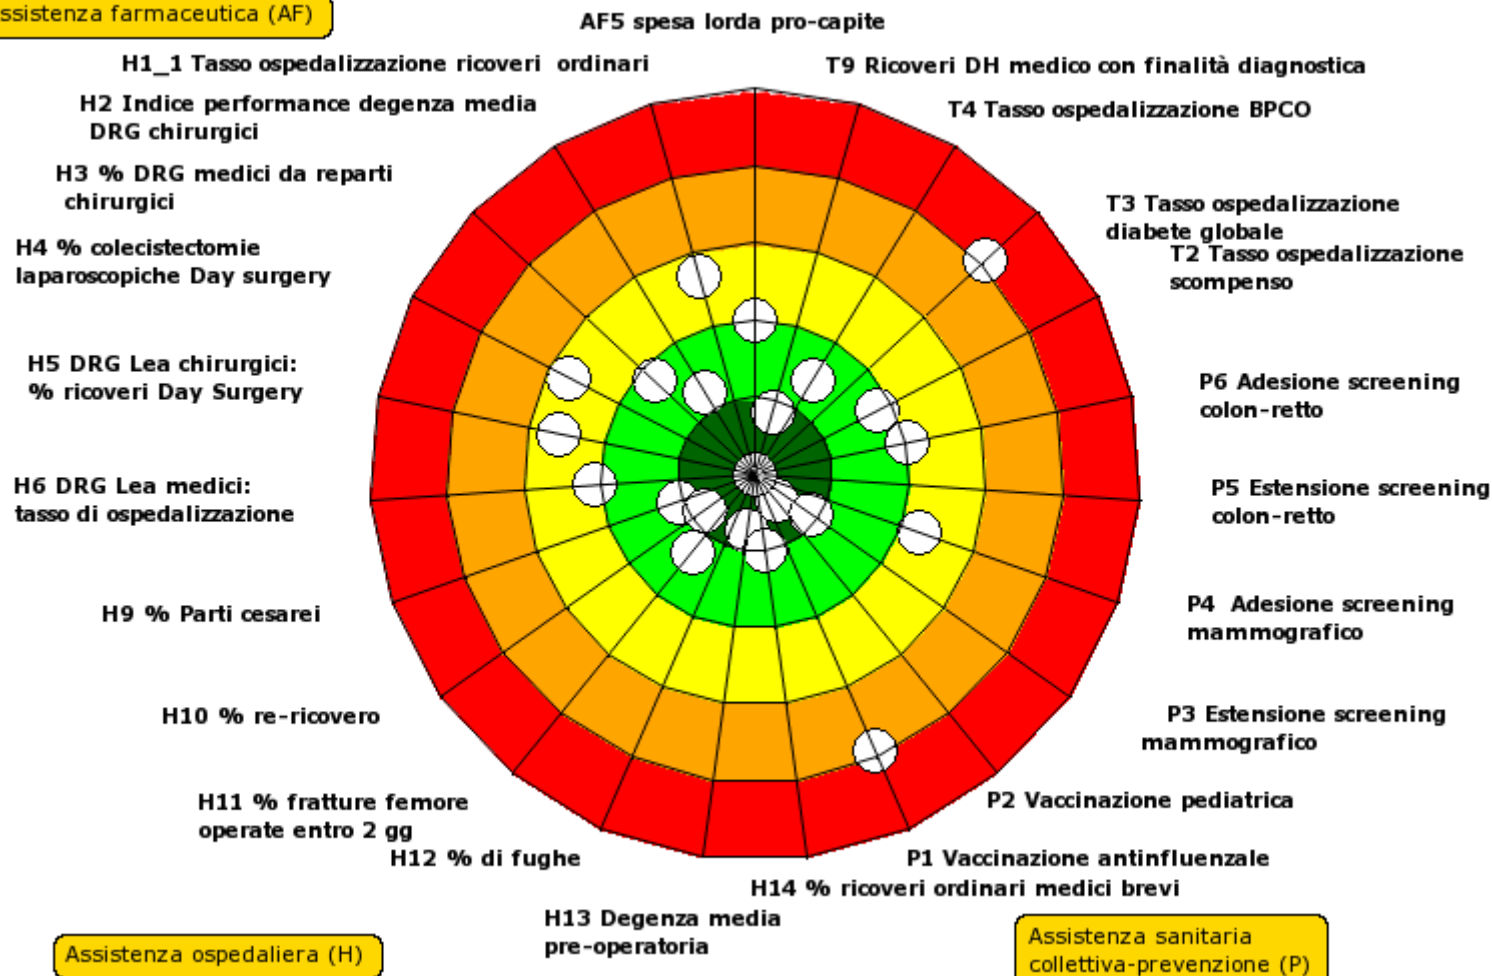 ssistenza farmaceutica (AF)
AF5 spesa lorda pro-capite
H1_1 Tasso ospedalizzazione ricoveri ordinari
T9 Ricoveri DH medico con finalità diagnostica
H2 Indice performance degenza media
DRG chirurgici
T4 Tasso ospedalizzazione BPCO
H3 % DRG medici da reparti
chirurgici
T3 Tasso ospedalizzazione
diabete globale
H4 % colecistectomie
laparoscopiche Day surgery
T2 Tasso ospedalizzazione
scompenso
H5 DRG Lea chirurgici:
% ricoveri Day Surgery
P6 Adesione screening
colon-retto
H6 DRG Lea medici:
tasso di ospedalizzazione
P5 Estensione screening
colon-retto
H9 % Parti cesarei
P4 Adesione screening
mammografico
H10 % re-ricovero
P3 Estensione screening
mammografico
H11 % fratture femore
operate entro 2 gg
P2 Vaccinazione pediatrica
H12 % di fughe
P1 Vaccinazione antinfluenzale
H14 % ricoveri ordinari medici brevi
H13 Degenza media
pre-operatoria
Assistenza ospedaliera (H)
Assistenza sanitaria
collettiva-prevenzione (P)